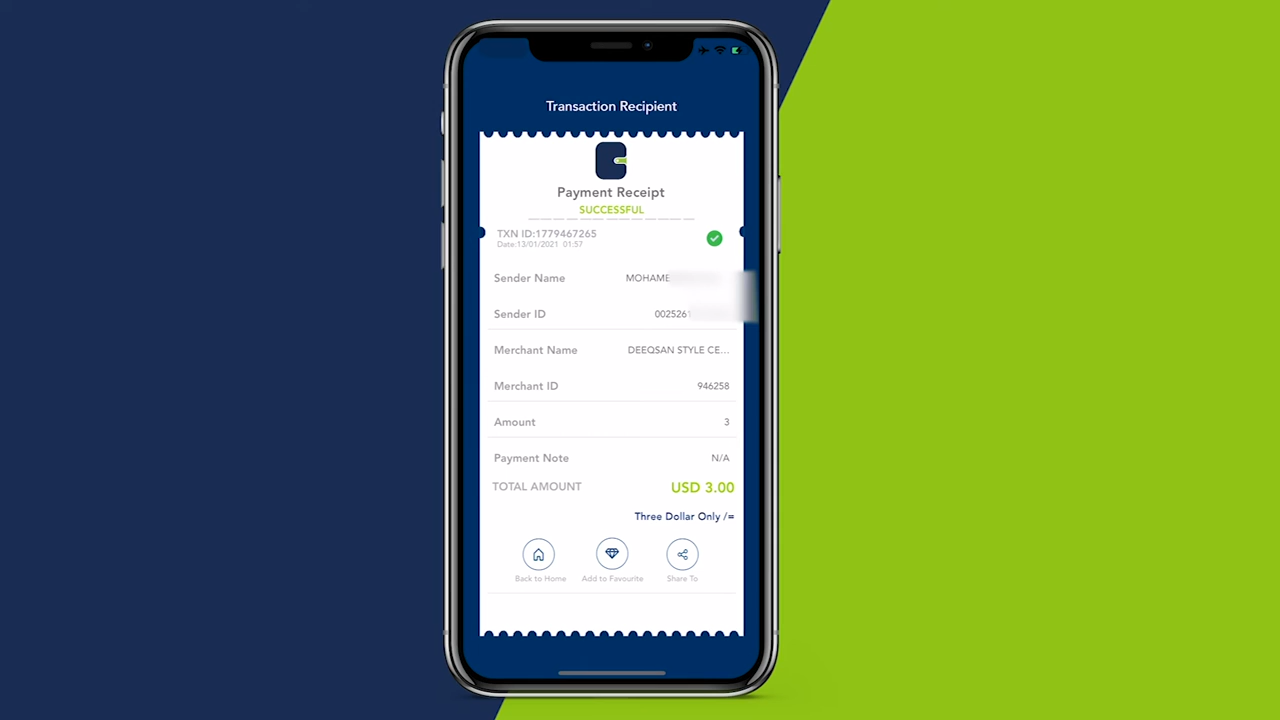 Transaction Recipient
Payment Receipt
SUCCESSFUL
TXN ID:1779467265
Date:13/01/2021 01:57
Sender Name
Sender ID
Merchant Name DEEQSAN STYLE CE...
Merchant ID 946258
Amount 3
Payment Note N/A
TOTAL AMOUNT USD 3.00
Three Dollar Only /=
Back to Home Add to Favourite Share To